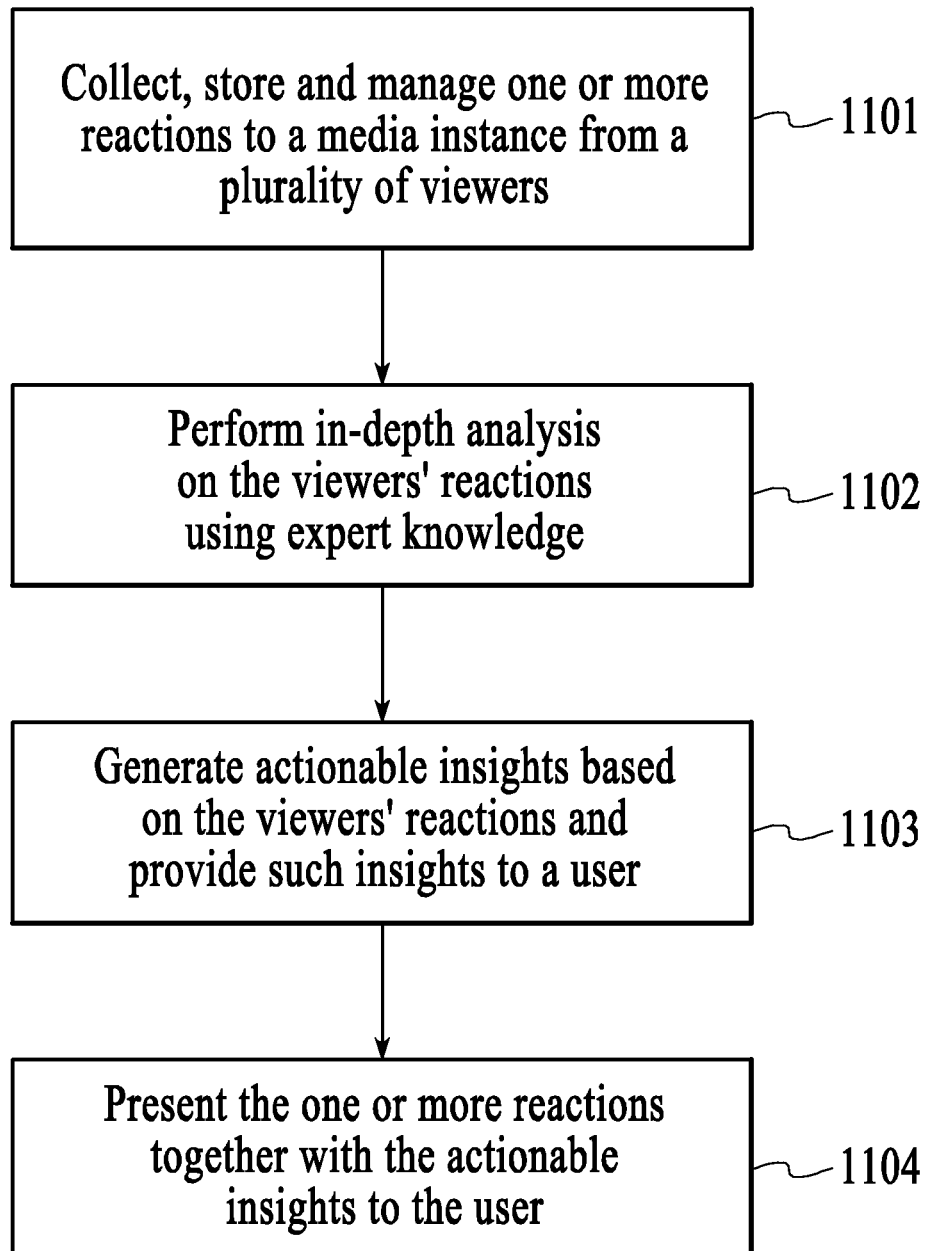 Collect, store and manage one or more
reactions to a media instance from a
plurality of viewers
1101
Perform in-depth analysis
on the viewers' reactions
using expert knowledge
1102
Generate actionable insights based
on the viewers' reactions and
provide such insights to a user
1103
Present the one or more reactions
together with the actionable
insights to the user
1104